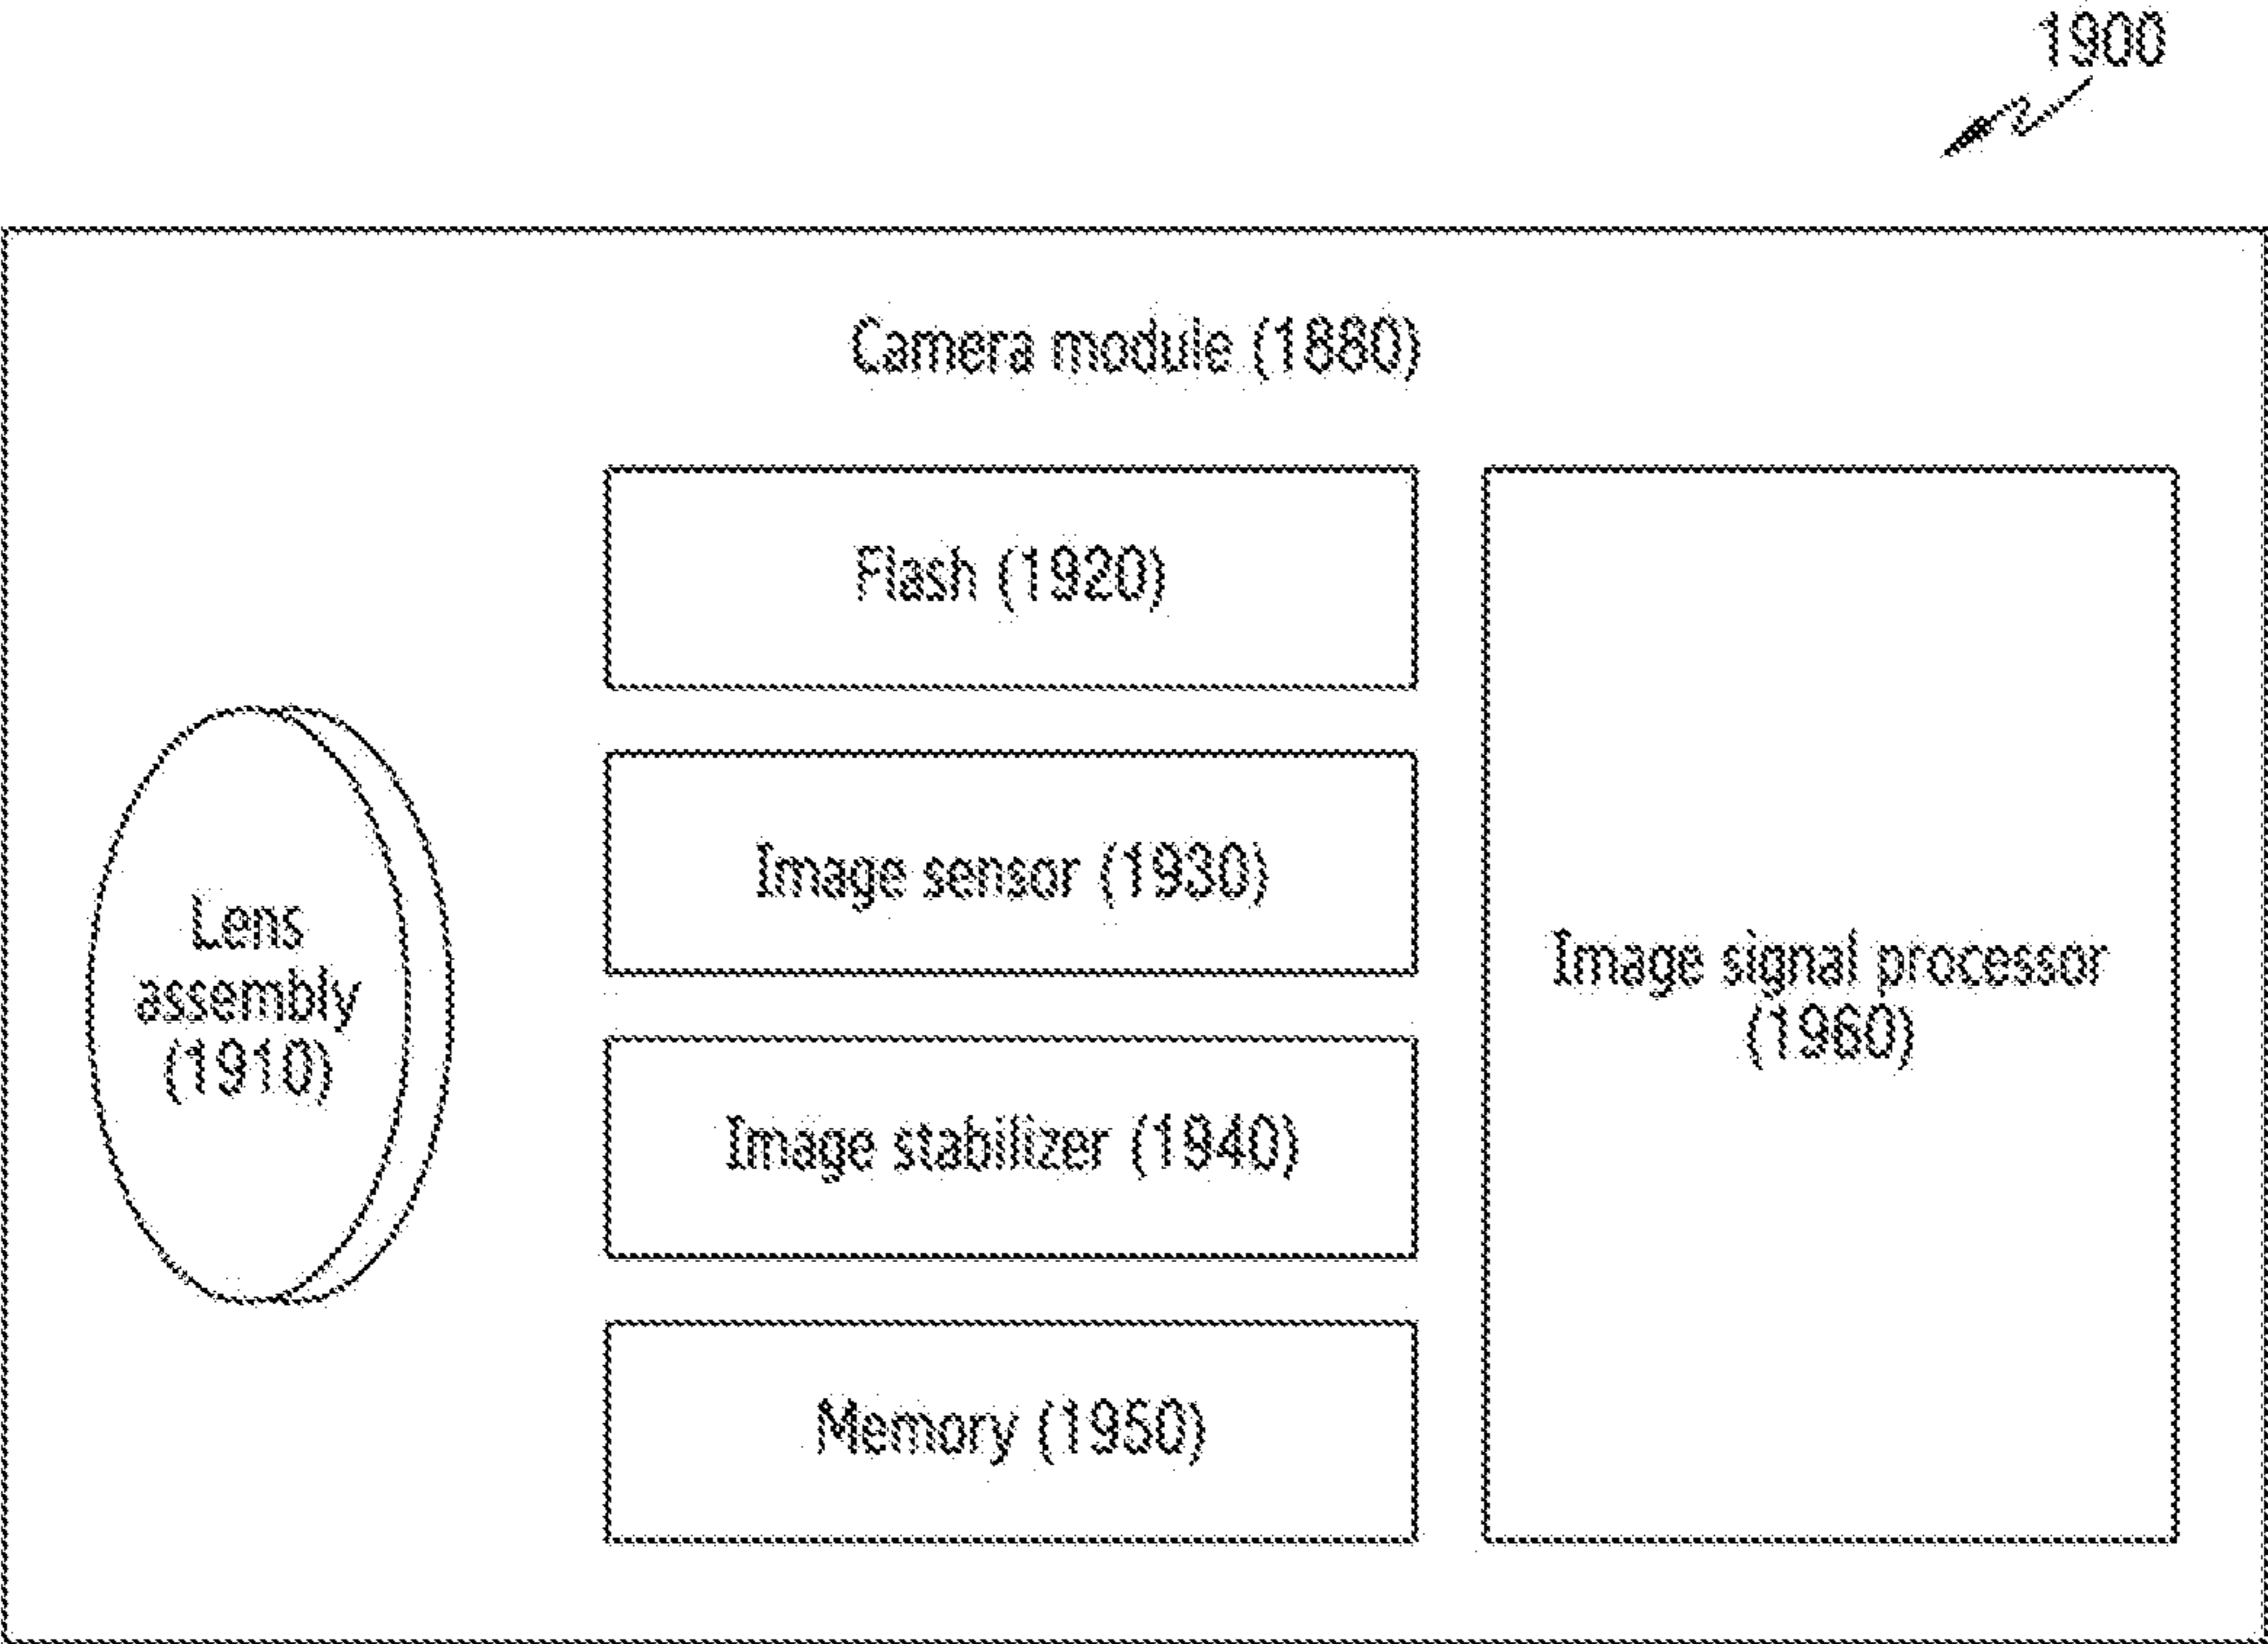 1900
Camera module (1880)
Flash (1920)
Image sensor (1930)
Lens
assembly
(1910)
Image signal processor
(1960)
Image stabilizer (1940)
Memory (1950)